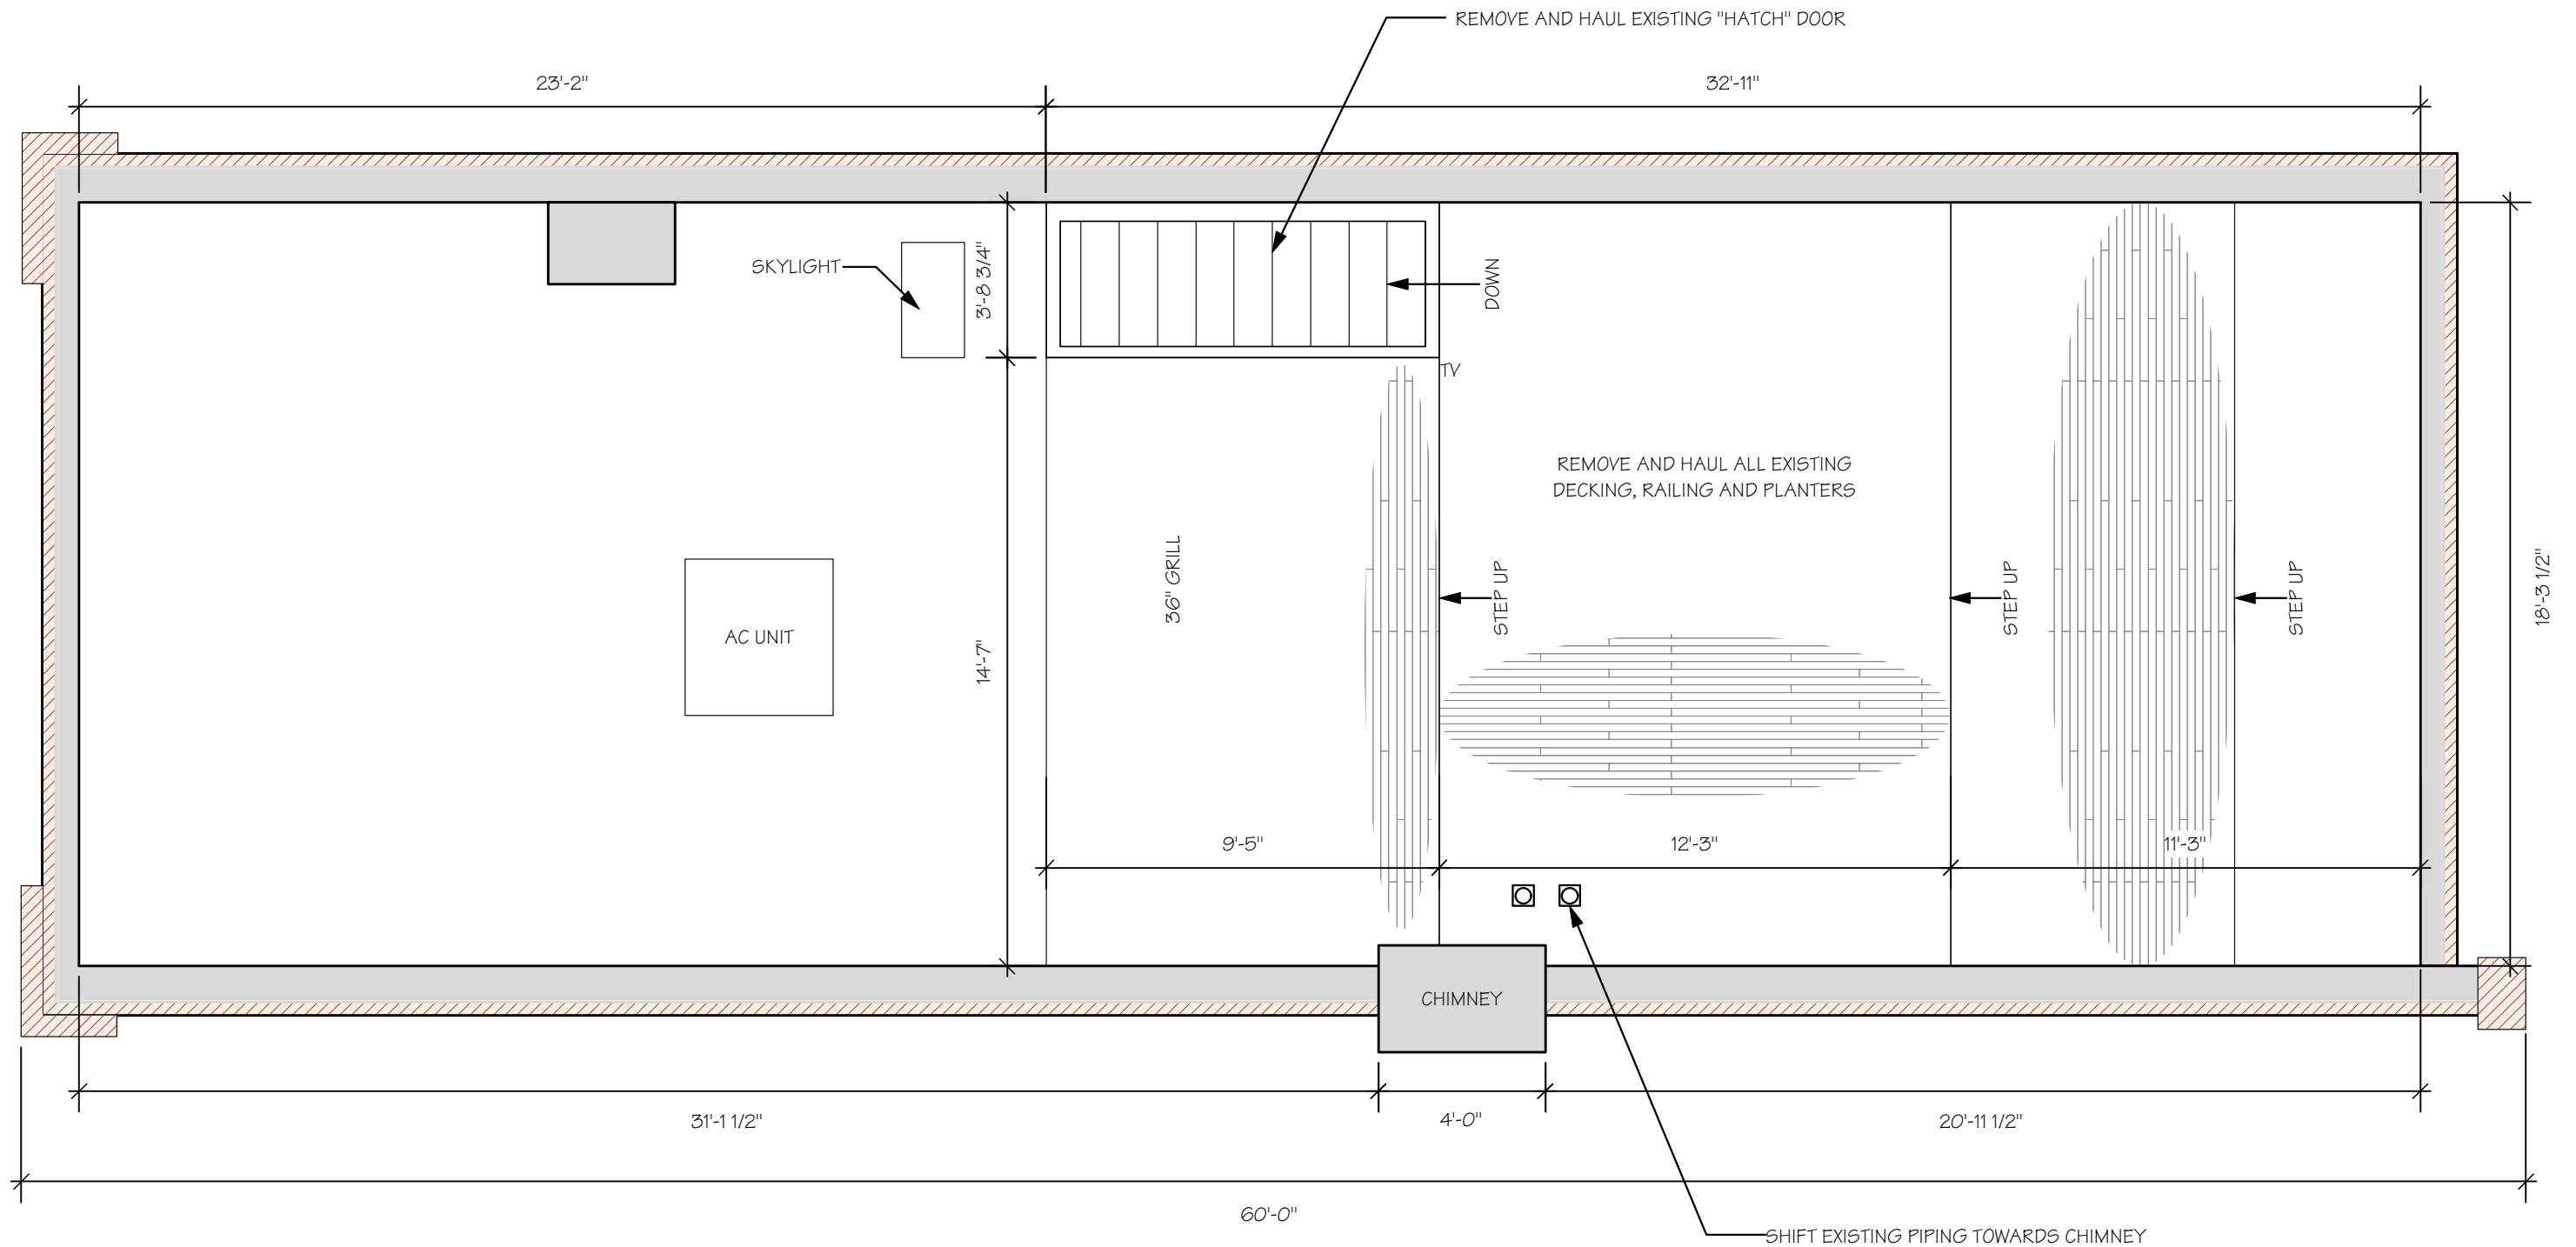 REMOVE AND HAUL EXISTING "HATCH" DOOR
23'-2"
32'-11"
SKYLIGHT
3'-8 3/4"
DOWN
TV
REMOVE AND HAUL ALL EXISTING
DECKING, RAILING AND PLANTERS
36" GRILL
STEP UP
STEP UP
STEP UP
18'-3 1/2"
AC UNIT
14'-7"
9'-5"
12'-3"
11'-3"
CHIMNEY
31'-1 1/2"
4'-0"
20'-11 1/2"
60'-0"
SHIFT EXISTING PIPING TOWARDS CHIMNEY